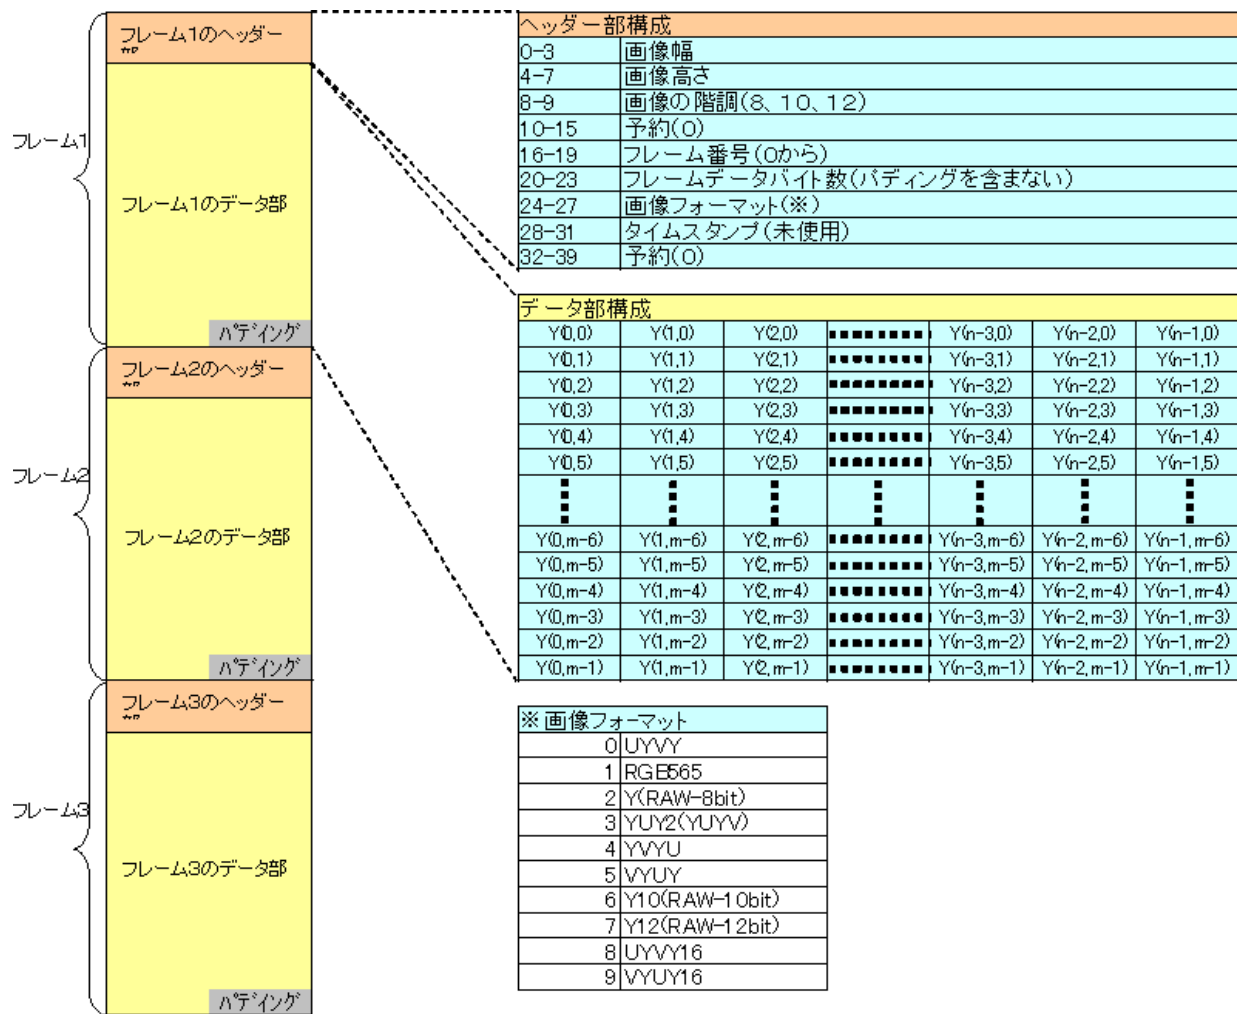 フレーム1
フレーム1のヘッダー部
フレーム1のデータ部
パディング
フレーム2
フレーム2のヘッダー部
フレーム2のデータ部
パディング
フレーム3
フレーム3のヘッダー部
フレーム3のデータ部
パディング
ヘッダー部構成
0-3 画像幅
4-7 画像高さ
8-9 画像の階調(8、10、12)
10-15 予約(0)
16-19 フレーム番号(0から)
20-23 フレームデータバイト数(パディングを含まない)
24-27 画像フォーマット(※)
28-31 タイムスタンプ(未使用)
32-39 予約(0)
データ部構成
Y(0,0) Y(1,0) Y(2,0) Y(n-3,0) Y(n-2,0) Y(n-1,0)
Y(0,1) Y(1,1) Y(2,1) Y(n-3,1) Y(n-2,1) Y(n-1,1)
Y(0,2) Y(1,2) Y(2,2) Y(n-3,2) Y(n-2,2) Y(n-1,2)
Y(0,3) Y(1,3) Y(2,3) Y(n-3,3) Y(n-2,3) Y(n-1,3)
Y(0,4) Y(1,4) Y(2,4) Y(n-3,4) Y(n-2,4) Y(n-1,4)
Y(0,5) Y(1,5) Y(2,5) Y(n-3,5) Y(n-2,5) Y(n-1,5)
Y(0,m-6) Y(1,m-6) Y(2,m-6) Y(n-3,m-6) Y(n-2,m-6) Y(n-1,m-6)
Y(0,m-5) Y(1,m-5) Y(2,m-5) Y(n-3,m-5) Y(n-2,m-5) Y(n-1,m-5)
Y(0,m-4) Y(1,m-4) Y(2,m-4) Y(n-3,m-4) Y(n-2,m-4) Y(n-1,m-4)
Y(0,m-3) Y(1,m-3) Y(2,m-3) Y(n-3,m-3) Y(n-2,m-3) Y(n-1,m-3)
Y(0,m-2) Y(1,m-2) Y(2,m-2) Y(n-3,m-2) Y(n-2,m-2) Y(n-1,m-2)
Y(0,m-1) Y(1,m-1) Y(2,m-1) Y(n-3,m-1) Y(n-2,m-1) Y(n-1,m-1)
※画像フォーマット
0 UYVY
1 RGB565
2 Y(RAW-8bit)
3 YUY2(YUYV)
4 YVYU
5 VYUY
6 Y10(RAW-10bit)
7 Y12(RAW-12bit)
8 UYVY16
9 VYUY16